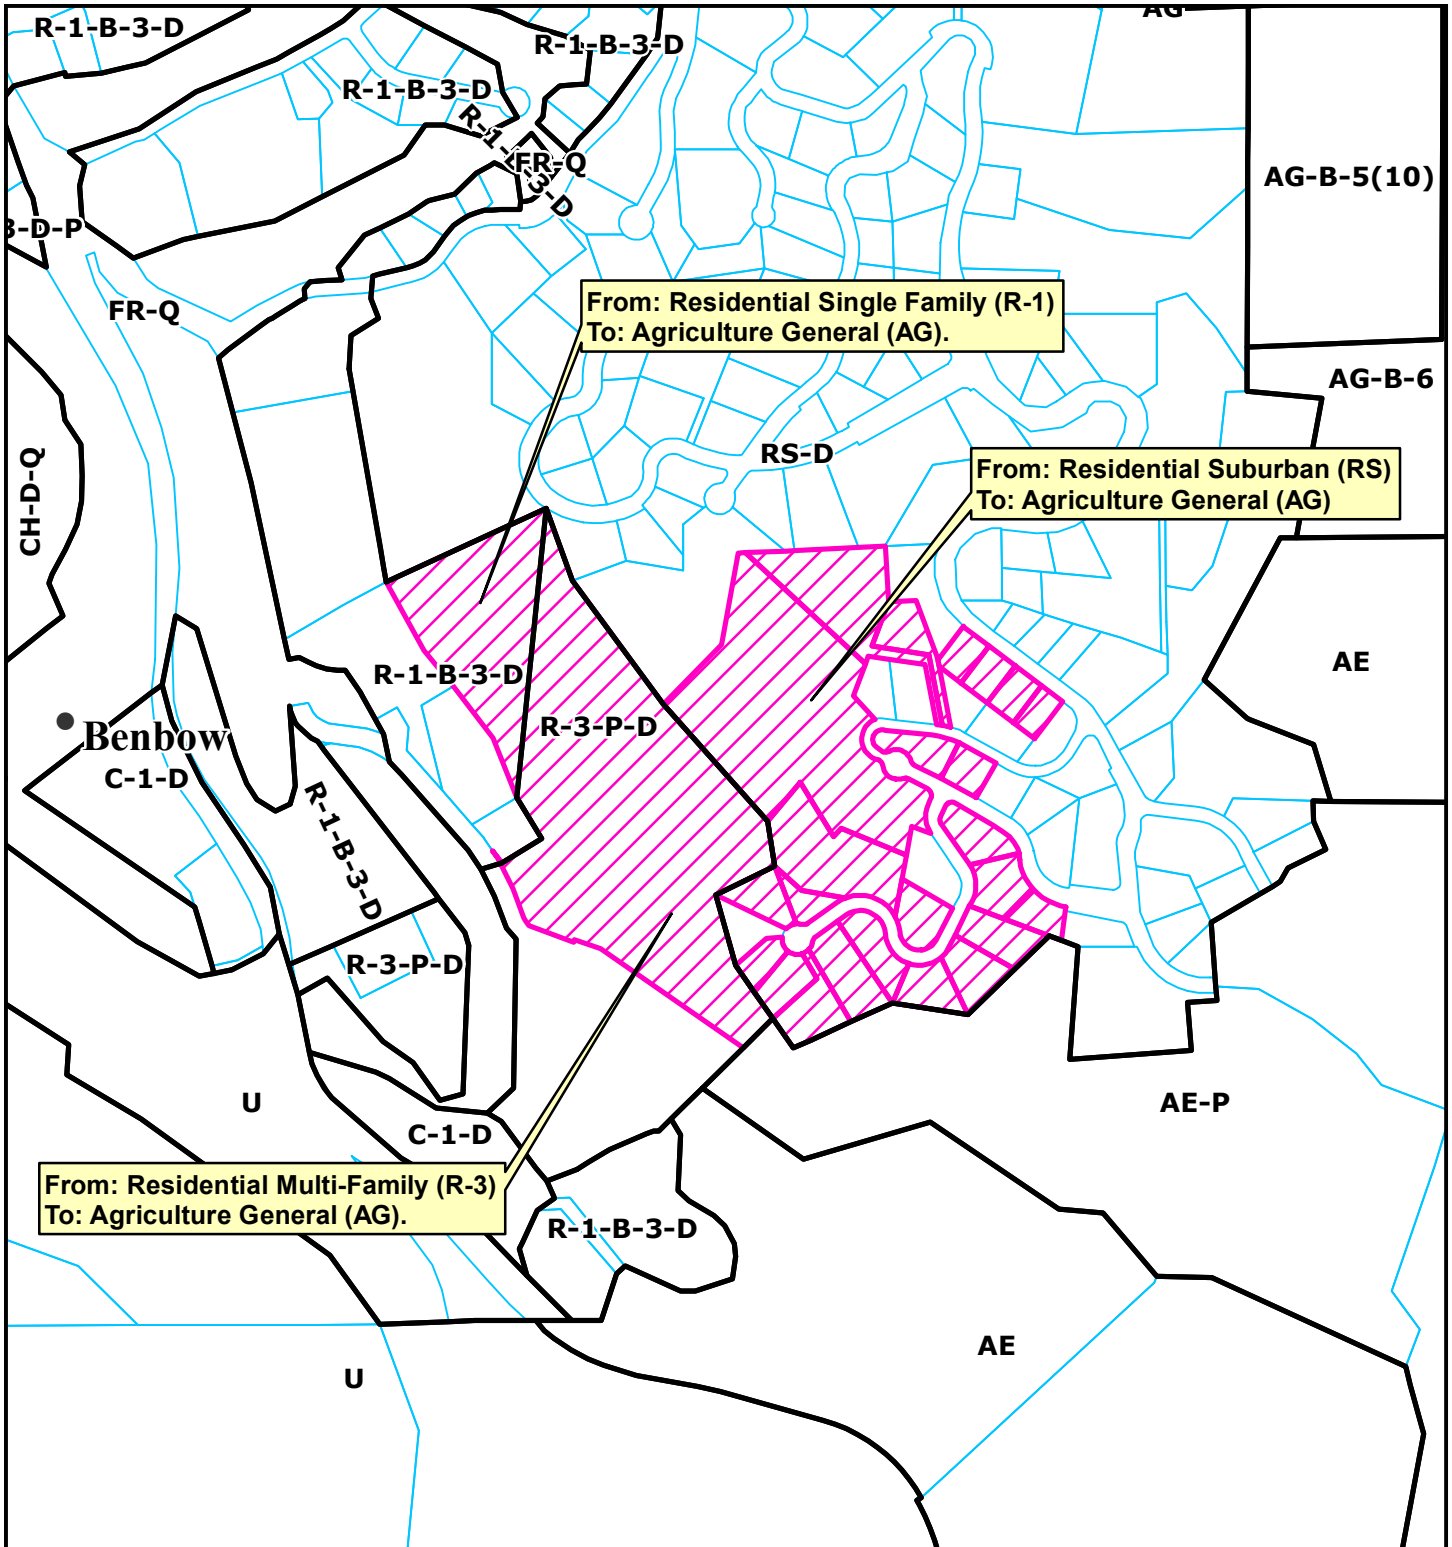 AG
R-1-B-3-D
R-1-B-3-D
R-1-B-3-D
R-1-B-3-D
FR-Q
AG-B-5(10)
3-D-P
FR-Q
From: Residential Single Family (R-1)
To: Agriculture General (AG).
AG-B-6
RS-D
From: Residential Suburban (RS)
To: Agriculture General (AG)
CH-D-Q
AE
R-1-B-3-D
R-3-P-D
Benbow
C-1-D
R-1-B-3-D
R-3-P-D
U
AE-P
C-1-D
From: Residential Multi-Family (R-3)
To: Agriculture General (AG).
R-1-B-3-D
AE
U